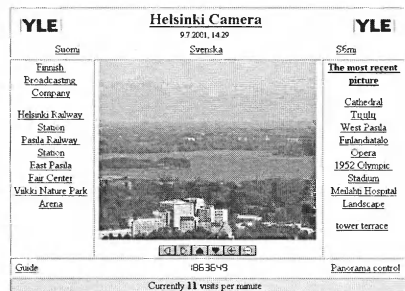 YLE
Helsinki Camera
9.7.2001, 14:29
YLE
Suomi
Svenska
Sámi
Finnish
Broadcasting
Company
Helsinki Railway
Station
Pasila Railway
Station
East Pasila
Fair Center
Viikki Nature Park
Arena
The most recent
picture
Cathedral
Tuulu
West Pasila
Finlandiatalo
Opera
1952 Olympic
Stadium
Meilahti Hospital
Landscape
tower terrace
Guide
1863649
Panorama control
Currently 11 visits per minute